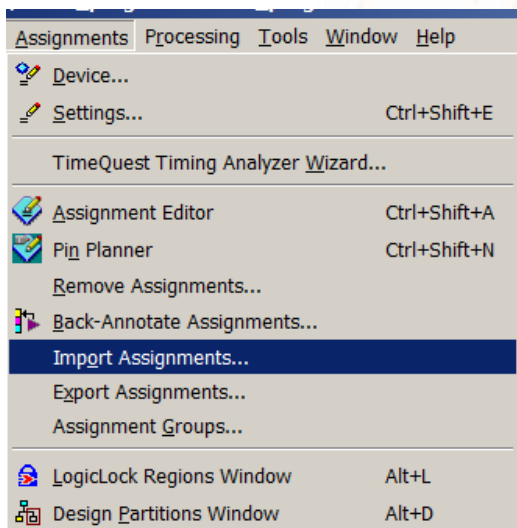 Assignments Processing Tools Window Help
Device...
Settings... Ctrl+Shift+E
TimeQuest Timing Analyzer Wizard...
Assignment Editor Ctrl+Shift+A
Pin Planner Ctrl+Shift+N
Remove Assignments...
Back-Annotate Assignments...
Import Assignments...
Export Assignments...
Assignment Groups...
LogicLock Regions Window Alt+L
Design Partitions Window Alt+D